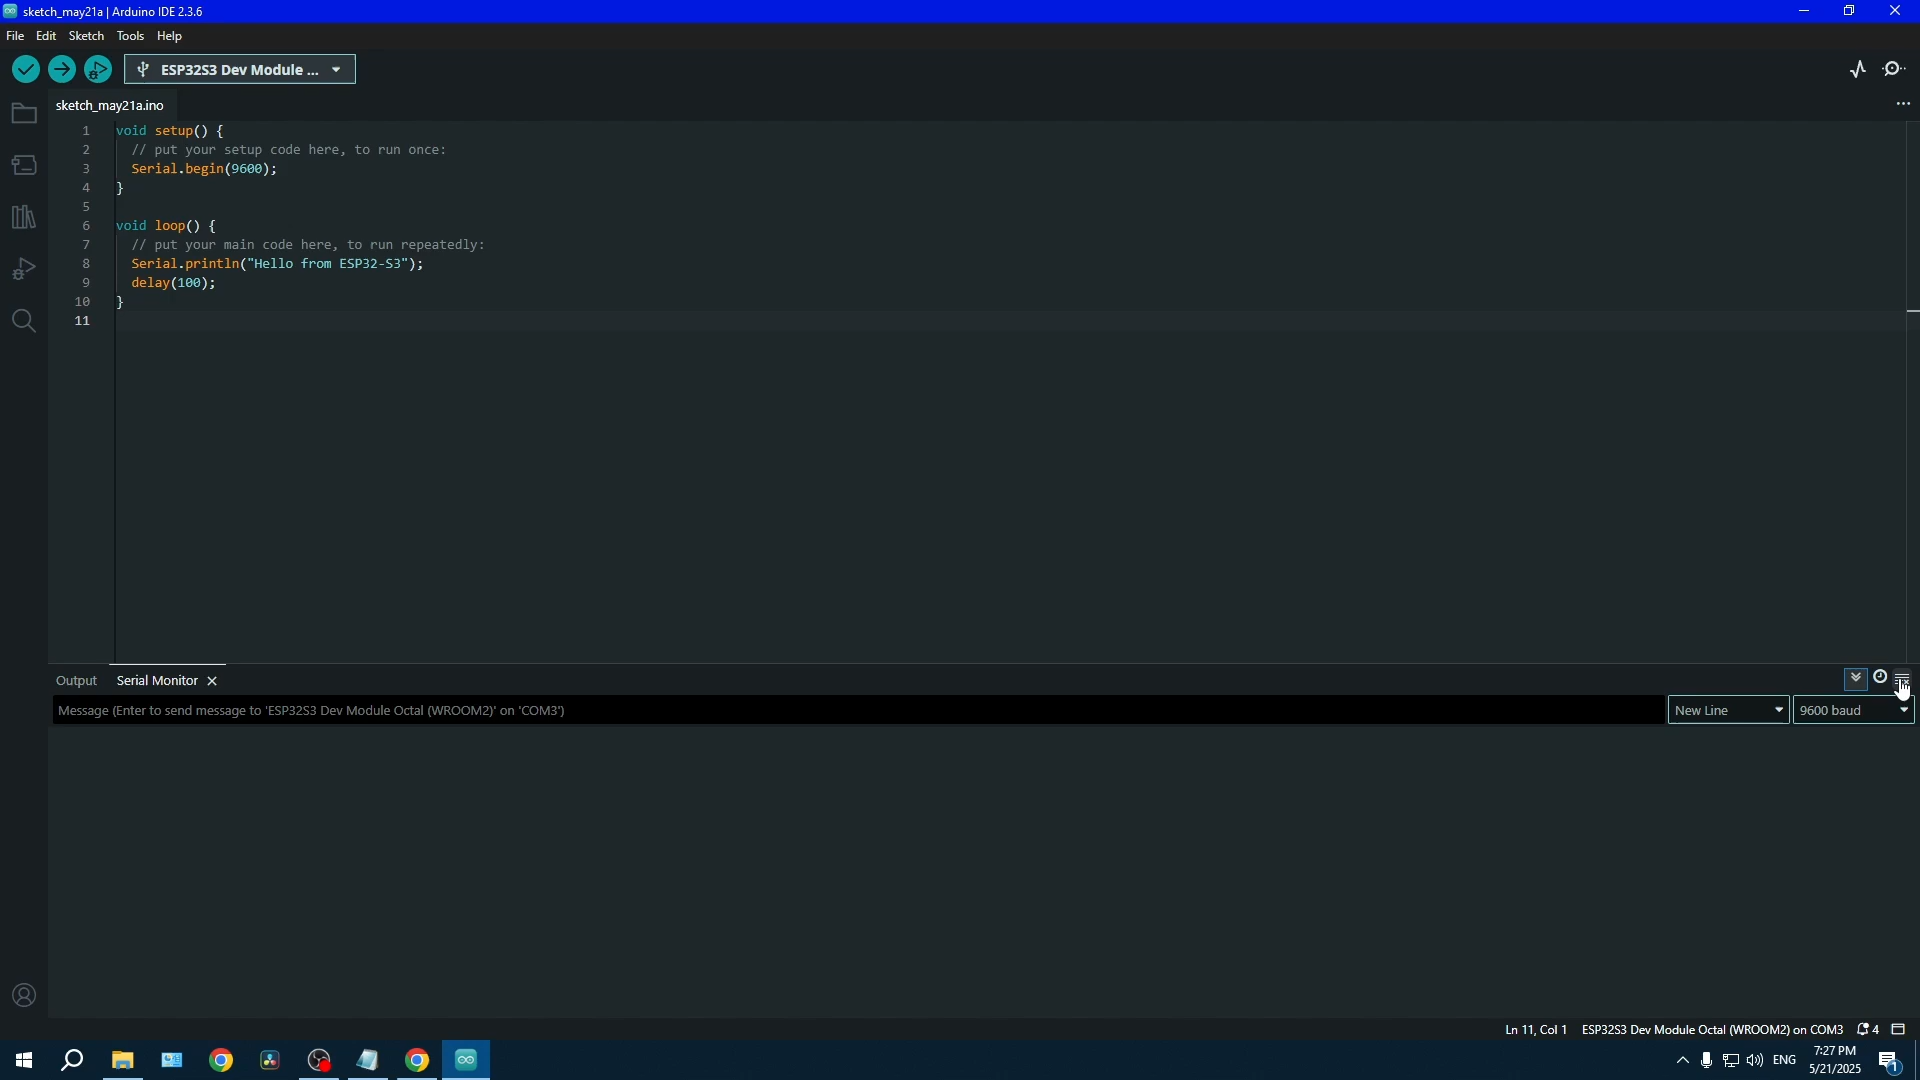 sketch_may21a | Arduino IDE 2.3.6
File Edit Sketch Tools Help
ESP32S3 Dev Module ...
sketch_may21a.ino
1 void setup() {
2 // put your setup code here, to run once:
3 Serial.begin(9600);
4 }
5
6 void loop() {
7 // put your main code here, to run repeatedly:
8 Serial.println("Hello from ESP32-S3");
9 delay(100);
10 }
11
Output Serial Monitor
Message (Enter to send message to 'ESP32S3 Dev Module Octal (WROOM2)' on 'COM3') New Line 9600 baud
Ln 11, Col 1 ESP32S3 Dev Module Octal (WROOM2) on COM3 4
ENG 7:27 PM
5/21/2025 1